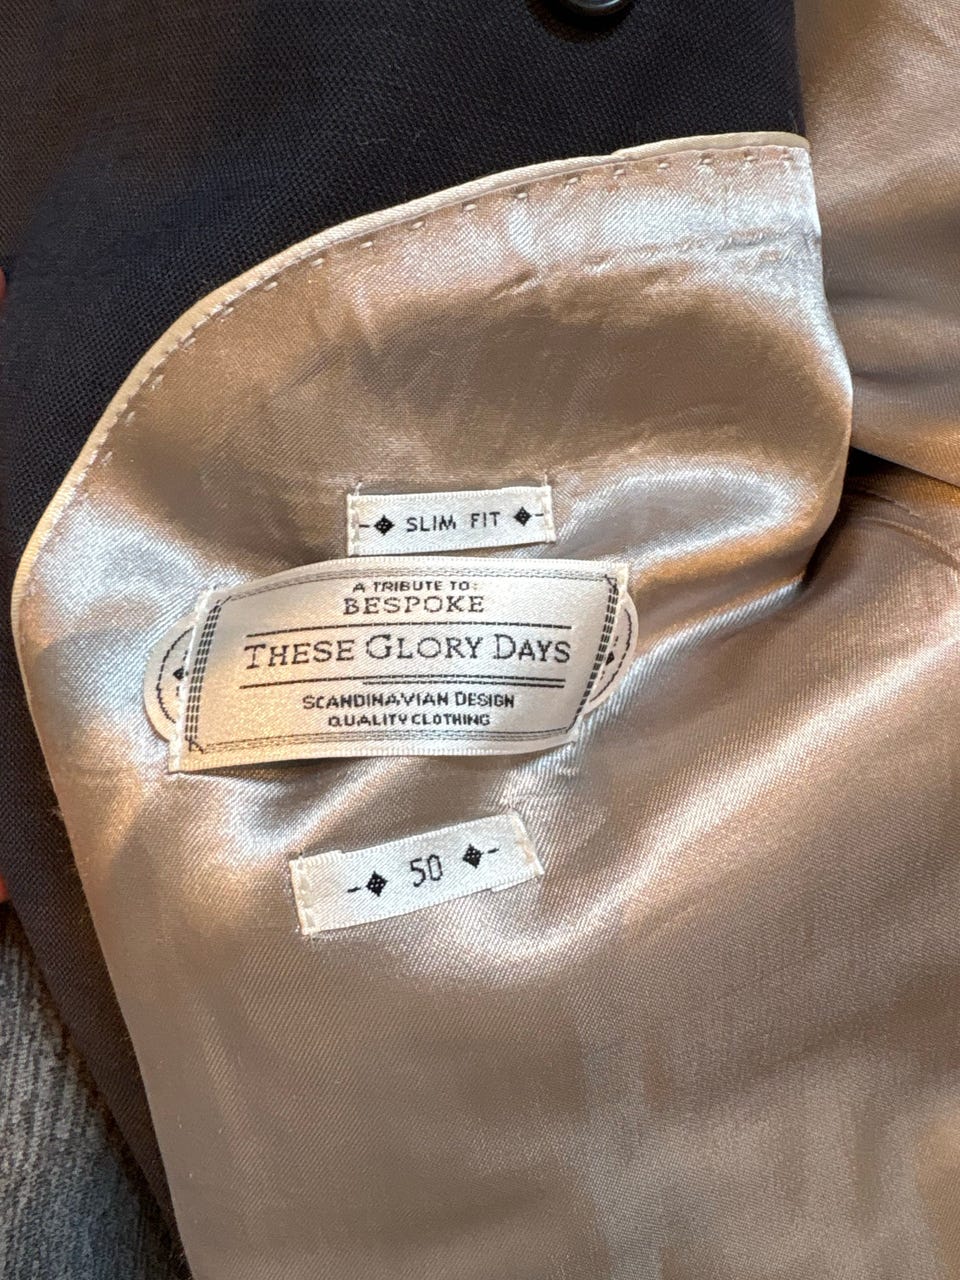 SLIM FIT
A TRIBUTE TO:
BESPOKE
THESE GLORY DAYS
SCANDINAVIAN DESIGN
QUALITY CLOTHING
50